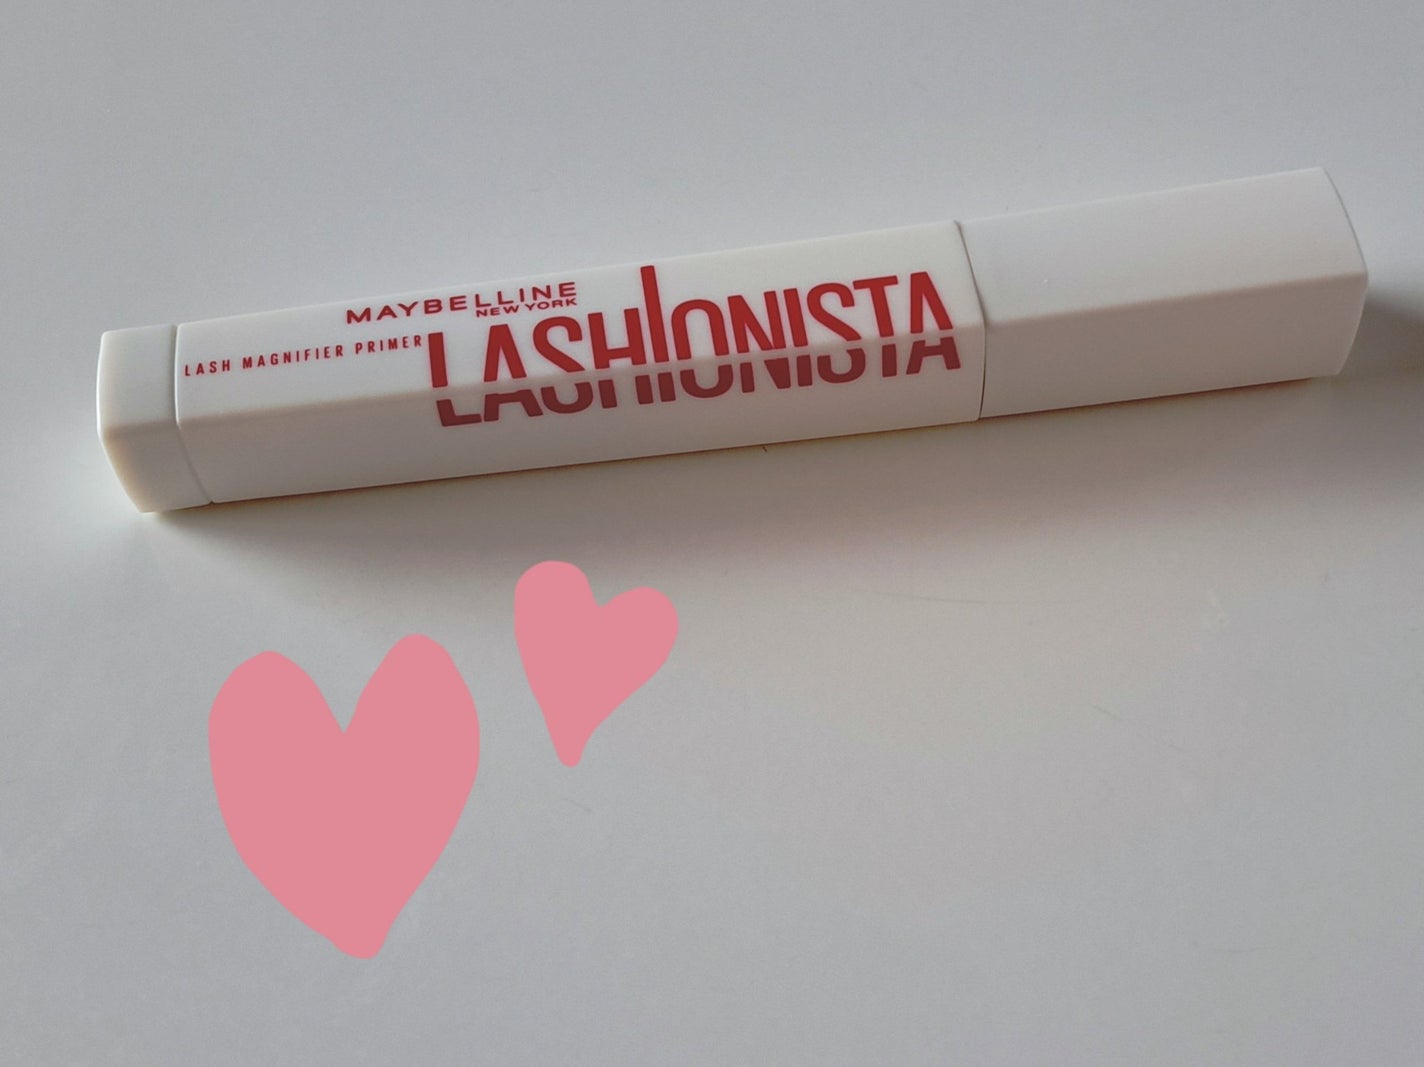 MAYBELLINE
NEW YORK
LASH MAGNIFIER PRIMER
LASHIONISTA